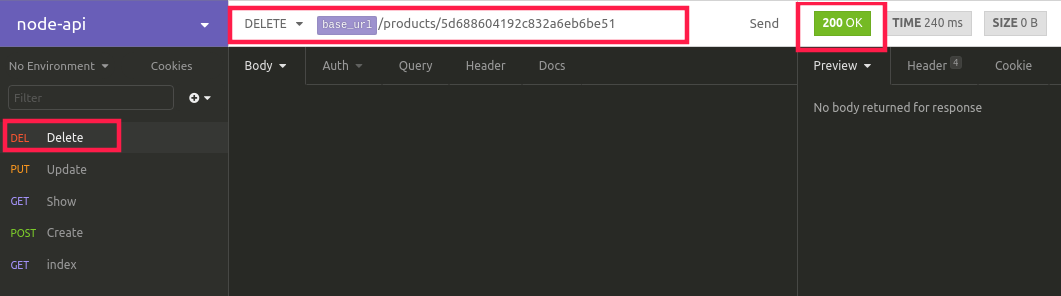 node-api
DELETE base_url/products/5d688604192c832a6eb6be51 Send 200 OK TIME 240 ms SIZE 0 B
No Environment Cookies Body Auth Query Header Docs Preview Header 4 Cookie
Filter
No body returned for response
DEL Delete
PUT Update
GET Show
POST Create
GET index